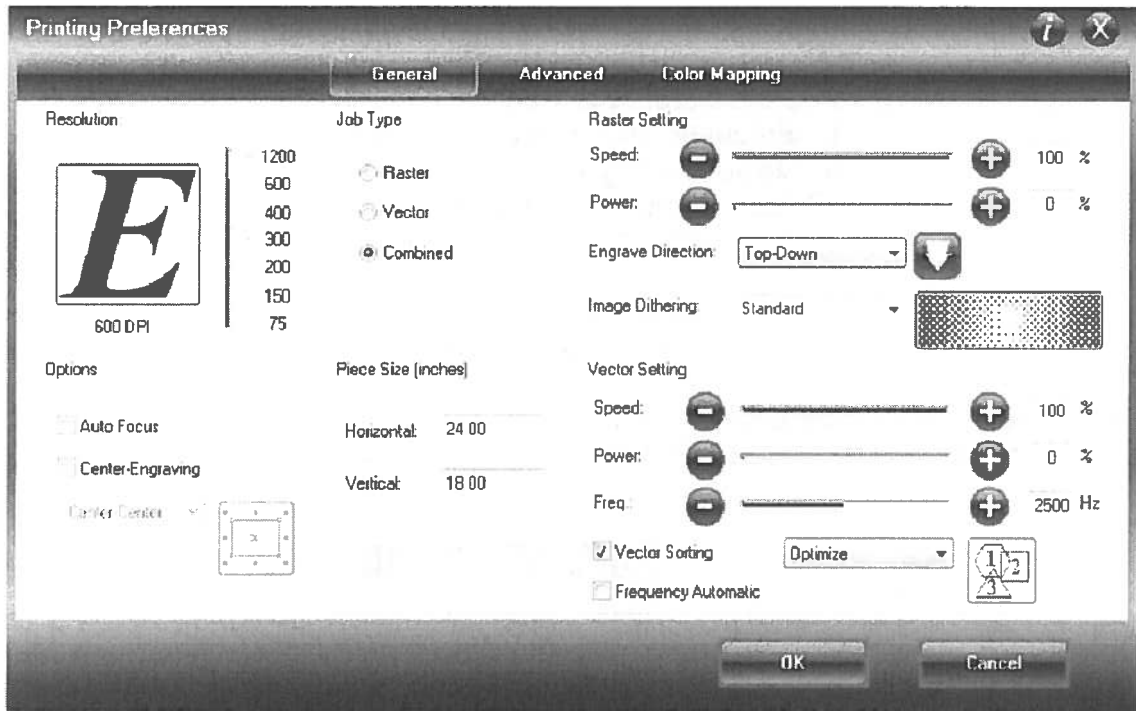 Printing Preferences
i X
General Advanced Color Mapping
Resolution:
E
600 DPI
1200
600
400
300
200
150
75
Job Type
Raster
Vector
Combined
Raster Setting
Speed: - + 100 %
Power: - + 0 %
Engrave Direction: Top-Down
Image Dithering: Standard
Options
Auto Focus
Center-Engraving
Center Center
x
Piece Size (inches)
Horizontal: 24.00
Vertical: 18.00
Vector Setting
Speed: - + 100 %
Power: - + 0 %
Freq.: - + 2500 Hz
Vector Sorting Optimize
1 2
3
Frequency Automatic
OK Cancel